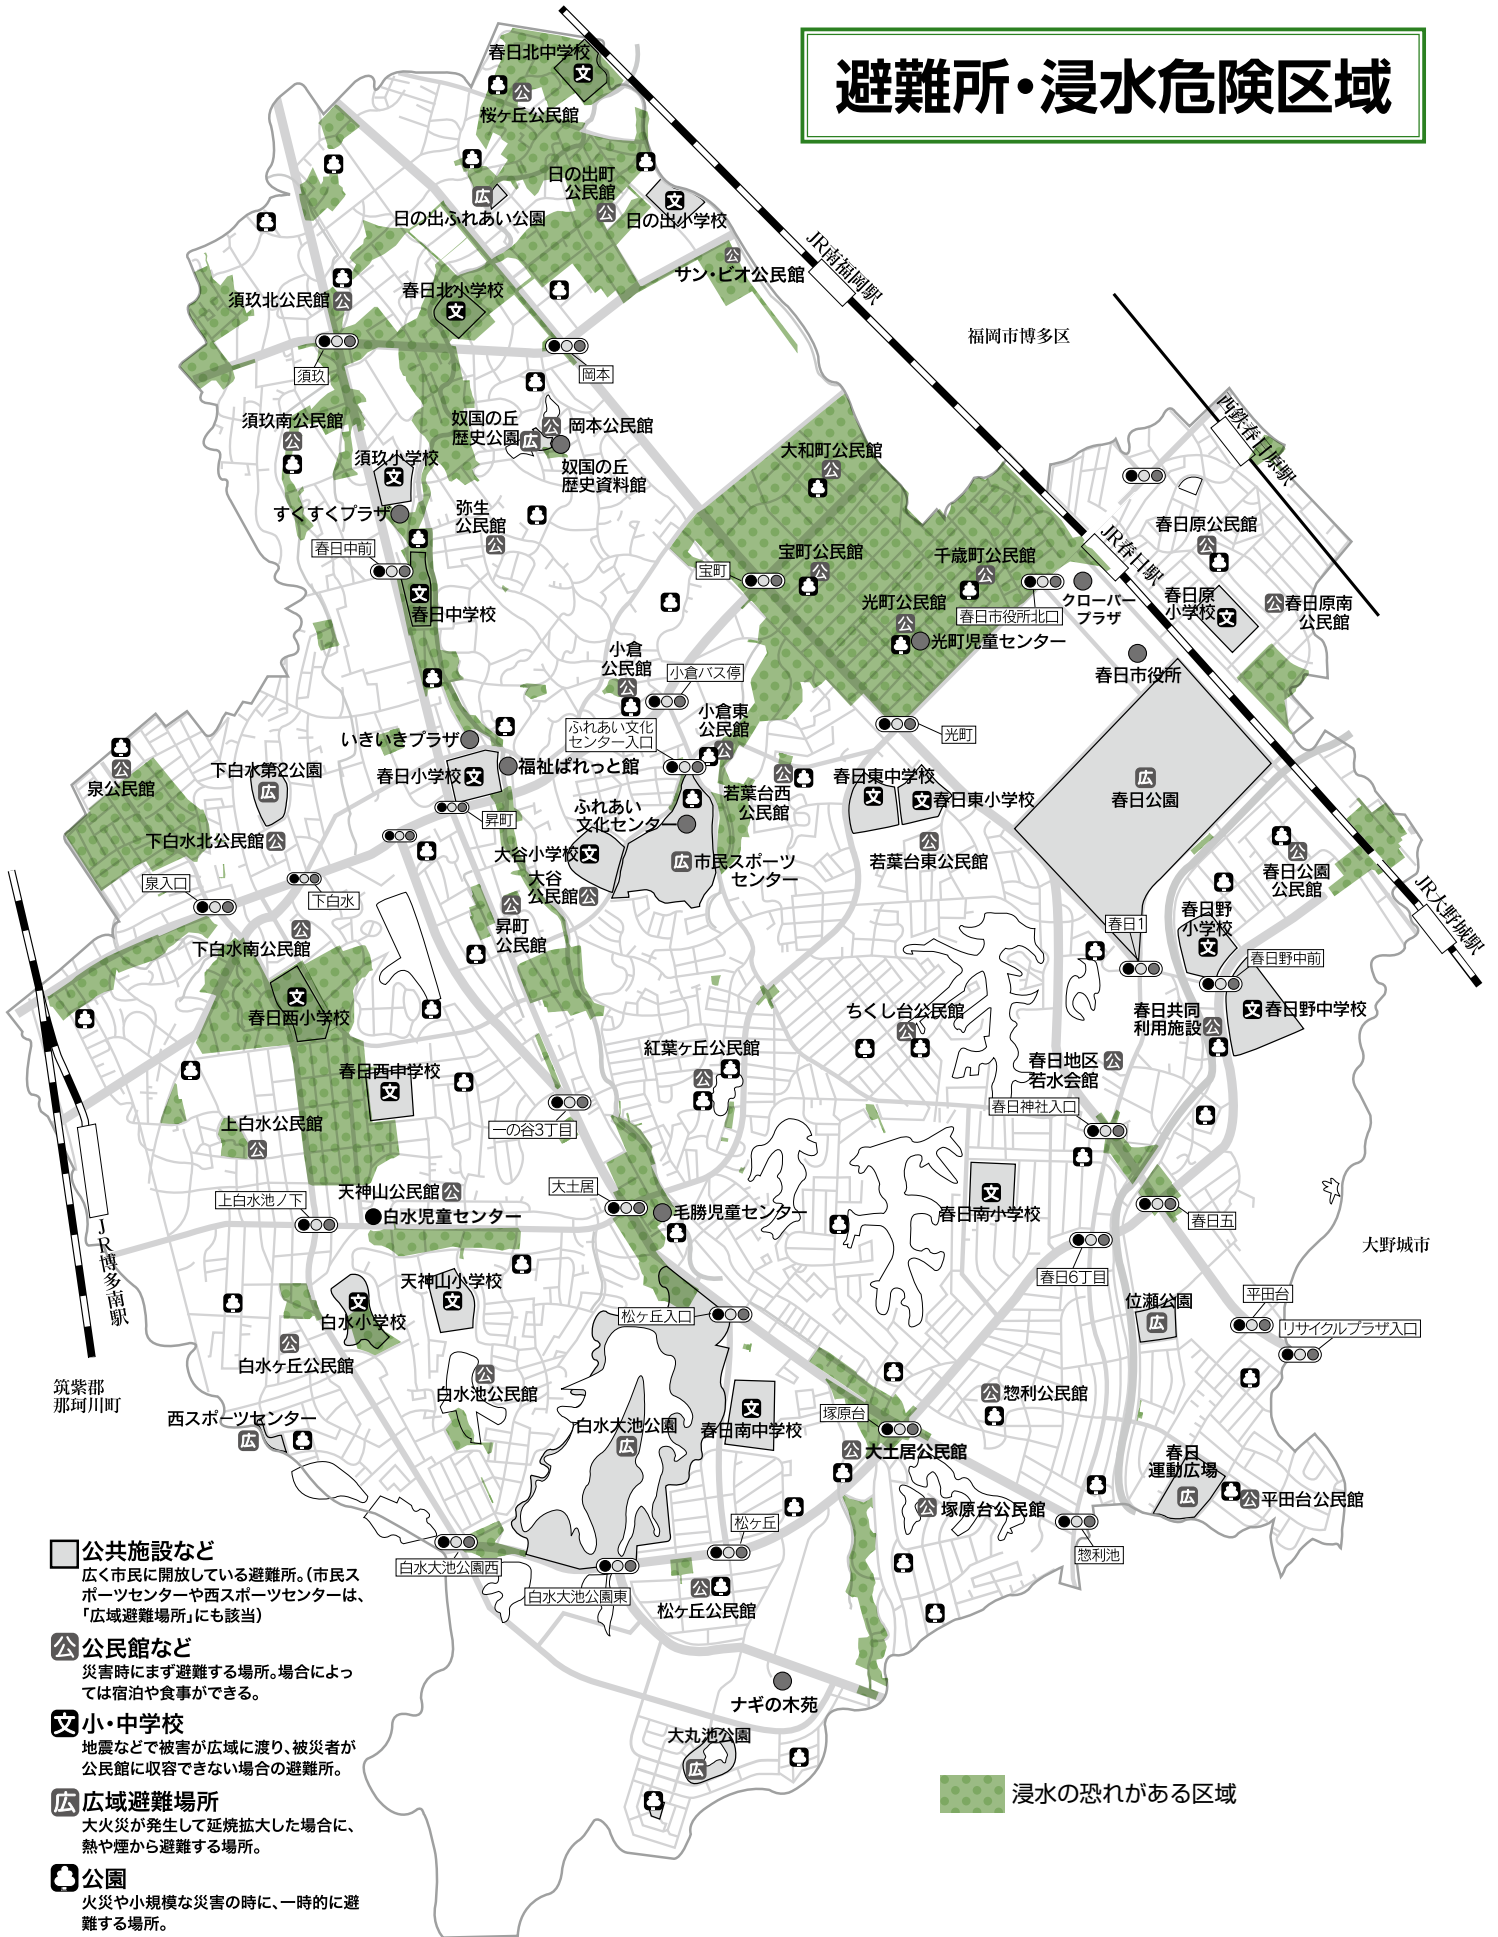 避難所・浸水危険区域
春日北中学校
桜ヶ丘公民館
日の出町
公民館
日の出ふれあい公園
日の出小学校
サン・ビオ公民館
JR南福岡駅
福岡市博多区
須玖北公民館
春日北小学校
須玖
岡本
西鉄春日原駅
須玖南公民館
奴国の丘
歴史公園
岡本公民館
奴国の丘
歴史資料館
須玖小学校
すくすくプラザ
弥生
公民館
大和町公民館
春日中前
春日中学校
宝町
宝町公民館
千歳町公民館
光町公民館
春日市役所北口
光町児童センター
JR春日駅
クローバー
プラザ
春日原公民館
春日原
小学校
春日原南
公民館
春日市役所
小倉
公民館
小倉バス停
小倉東
公民館
ふれあい文化
センター入口
光町
いきいきプラザ
福祉ぱれっと館
春日小学校
泉公民館
下白水第2公園
下白水北公民館
昇町
ふれあい
文化センター
若葉台西
公民館
春日東中学校
春日東小学校
春日公園
大谷小学校
大谷
公民館
市民スポーツ
センター
若葉台東公民館
春日公園
公民館
JR大野城駅
泉入口
下白水
昇町
公民館
下白水南公民館
春日1
春日野
小学校
春日野中前
春日西小学校
ちくし台公民館
春日共同
利用施設
春日野中学校
紅葉ヶ丘公民館
春日地区
若水会館
春日西中学校
春日神社入口
上白水公民館
一の谷3丁目
天神山公民館
白水児童センター
大土居
毛勝児童センター
上白水池ノ下
春日南小学校
春日五
大野城市
JR博多南駅
春日6丁目
天神山小学校
白水小学校
松ヶ丘入口
位瀬公園
平田台
リサイクルプラザ入口
白水ヶ丘公民館
筑紫郡
那珂川町
西スポーツセンター
白水池公民館
白水大池公園
春日南中学校
塚原台
大土居公民館
惣利公民館
春日
運動広場
平田台公民館
塚原台公民館
惣利池
松ヶ丘
白水大池公園西
白水大池公園東
松ヶ丘公民館
ナギの木苑
大丸池公園
公共施設など
広く市民に開放している避難所。（市民ス
ポーツセンターや西スポーツセンターは、
「広域避難場所」にも該当）
公 公民館など
災害時にまず避難する場所。場合によっ
ては宿泊や食事ができる。
文 小・中学校
地震などで被害が広域に渡り、被災者が
公民館に収容できない場合の避難所。
広 広域避難場所
大火災が発生して延焼拡大した場合に、
熱や煙から避難する場所。
公園
火災や小規模な災害の時に、一時的に避
難する場所。
浸水の恐れがある区域